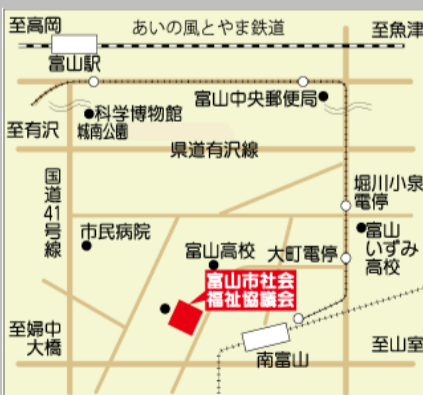 至高岡
あいの風とやま鉄道
至魚津
富山駅
富山中央郵便局
科学博物館
城南公園
至有沢
県道有沢線
国道41号線
堀川小泉
電停
市民病院
富山高校
大町電停
富山
いずみ
高校
富山市社会
福祉協議会
至婦中
大橋
南富山
至山室